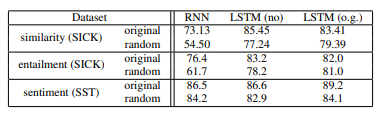 Dataset RNN LSTM (no) LSTM (o.g.)
similarity (SICK) original 73.13 85.45 83.41
random 54.50 77.24 79.39
entailment (SICK) original 76.4 83.2 82.0
random 61.7 78.2 81.0
sentiment (SST) original 86.5 86.6 89.2
random 84.2 82.9 84.1